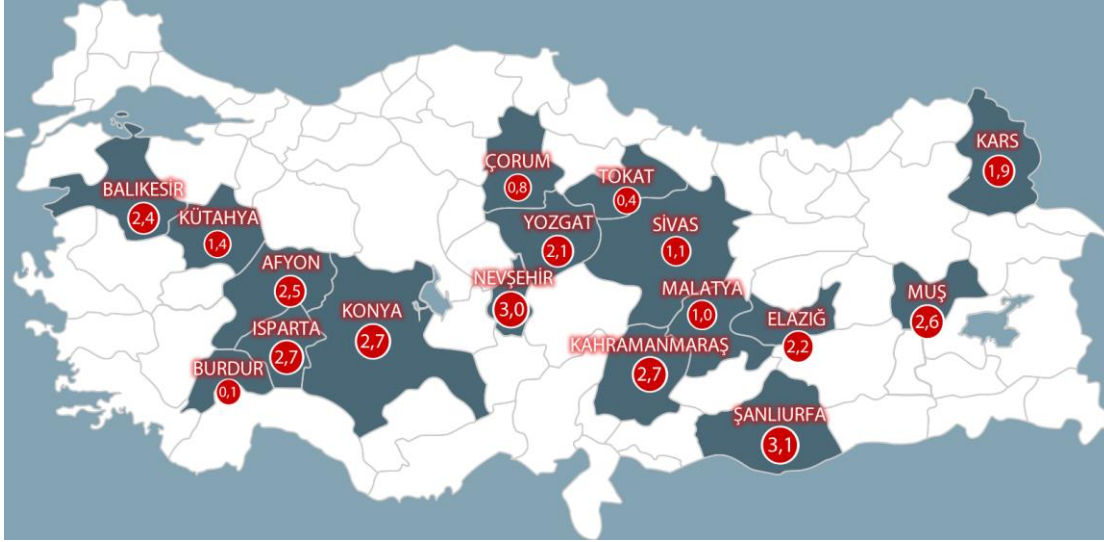 KARS
1,9
ÇORUM
0,8
TOKAT
0,4
BALIKESİR
2,4
KÜTAHYA
1,4
YOZGAT
2,1
SİVAS
1,1
AFYON
2,5
NEVŞEHİR
3,0
MALATYA
1,0
MUŞ
2,6
KONYA
2,7
ELAZIĞ
2,2
ISPARTA
2,7
KAHRAMANMARAŞ
2,7
BURDUR
0,1
ŞANLIURFA
3,1